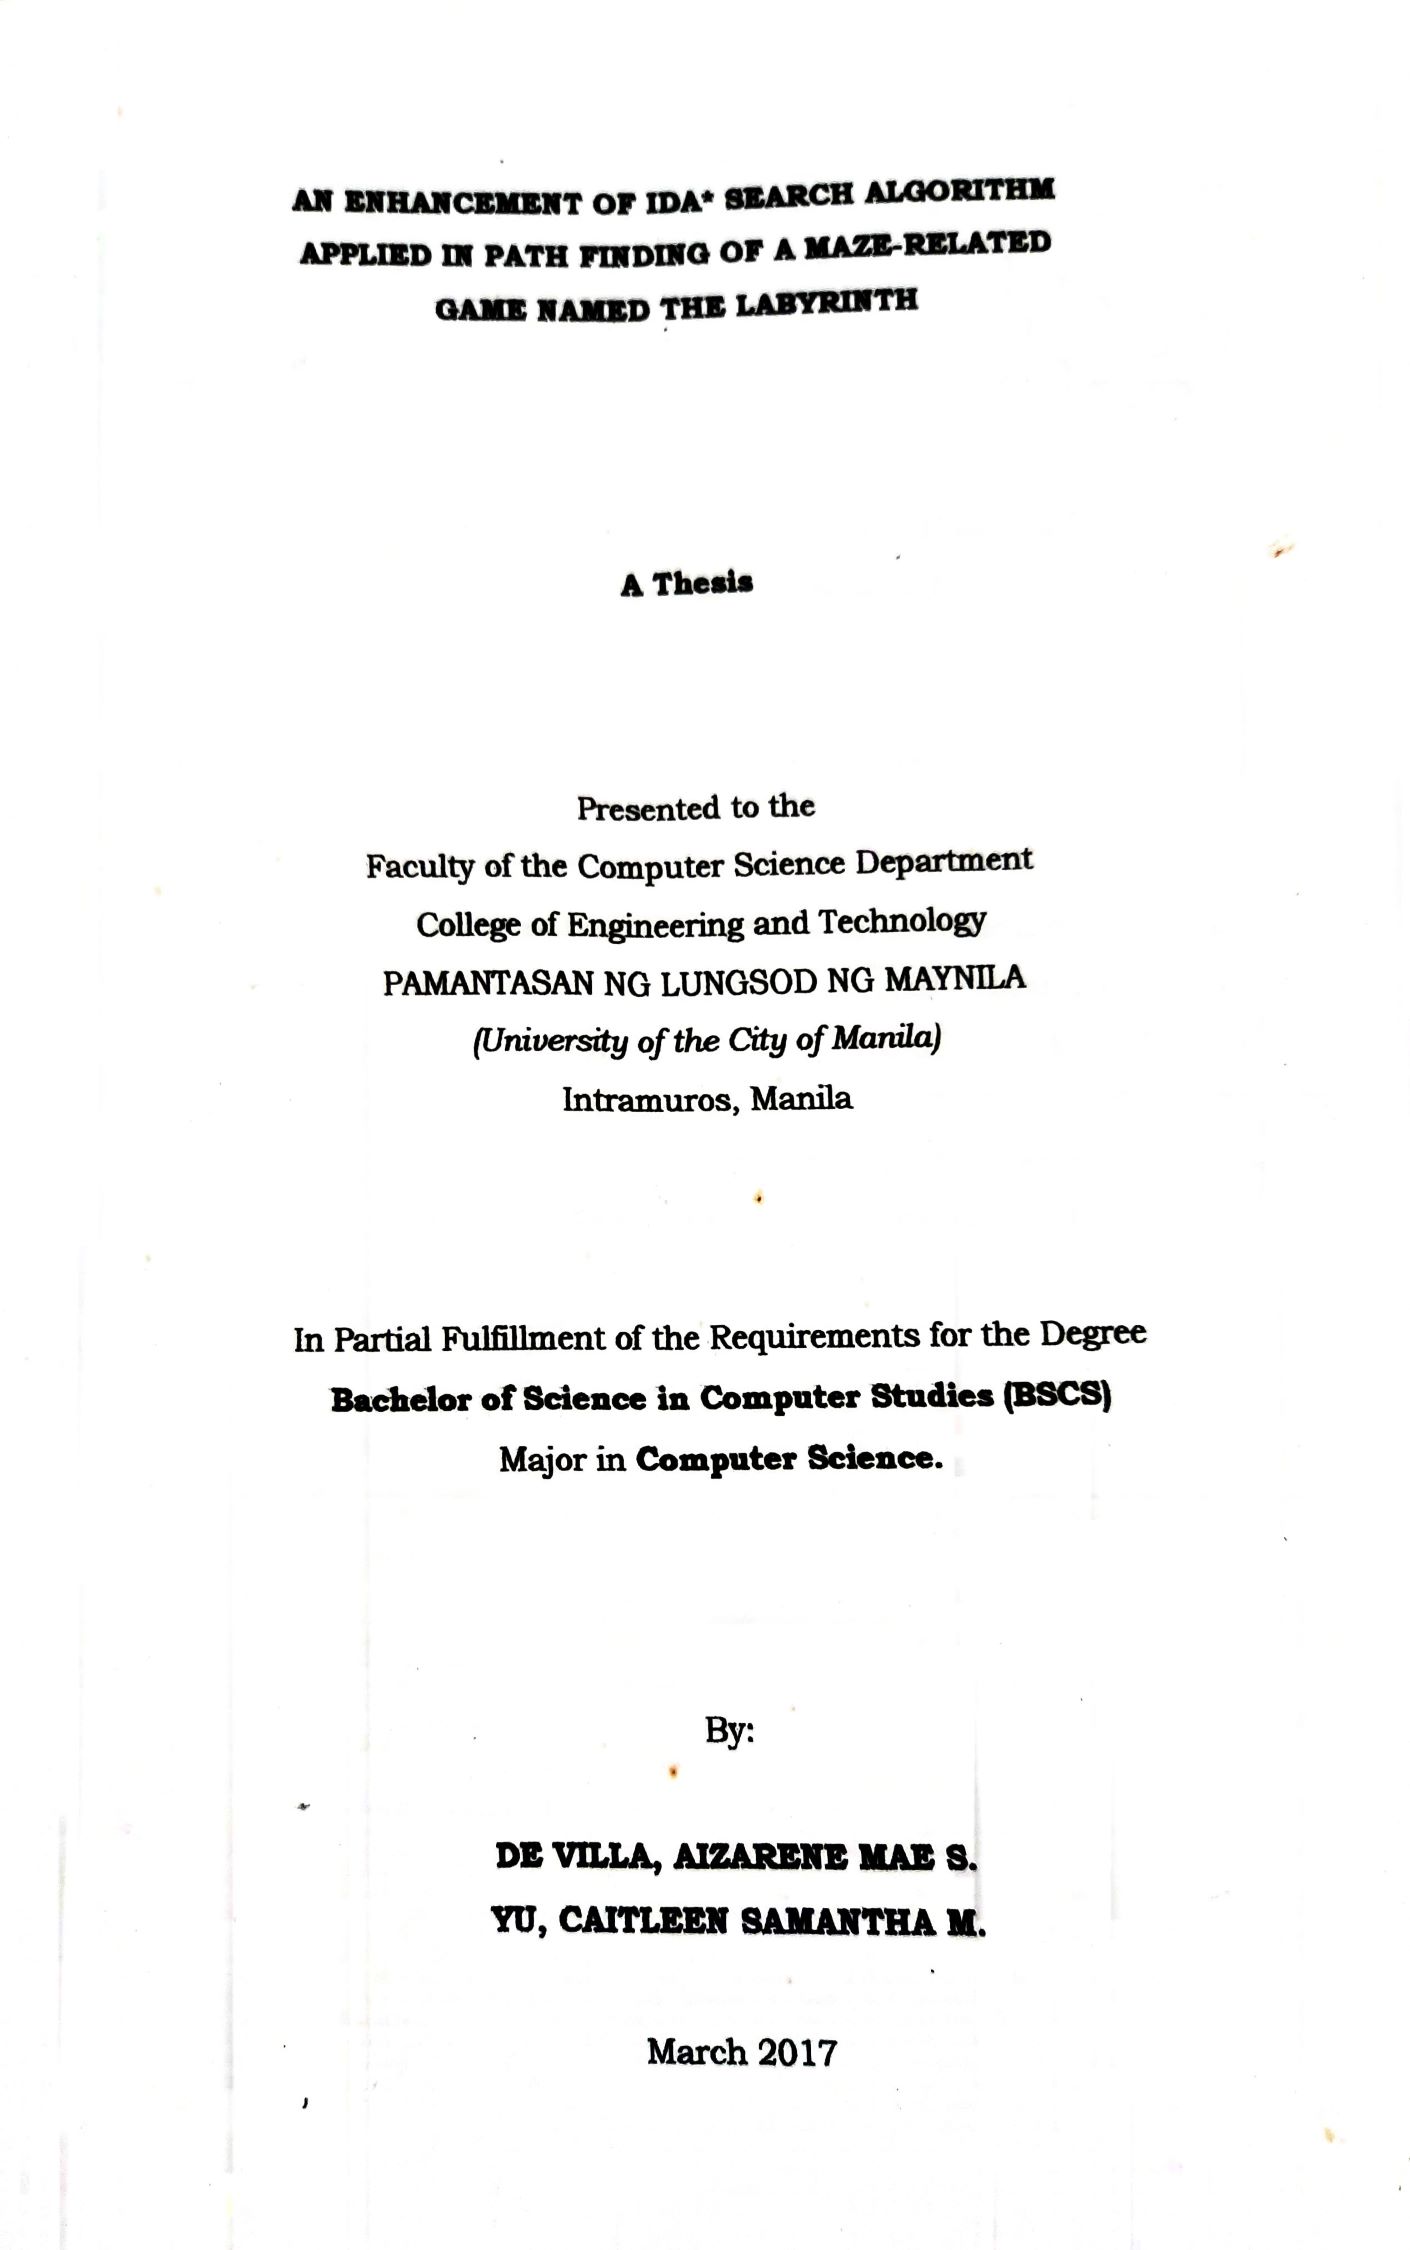 AN ENHANCEMENT OF IDA* SEARCH ALGORITHM
APPLIED IN PATH FINDING OF A MAZE-RELATED
GAME NAMED THE LABYRINTH
A Thesis
Presented to the
Faculty of the Computer Science Department
College of Engineering and Technology
PAMANTASAN NG LUNGSOD NG MAYNILA
(University of the City of Manila)
Intramuros, Manila
In Partial Fulfillment of the Requirements for the Degree
Bachelor of Science in Computer Studies (BSCS)
Major in Computer Science.
By:
DE VILLA, AIZARENE MAE S.
YU, CAITLEEN SAMANTHA M.
March 2017